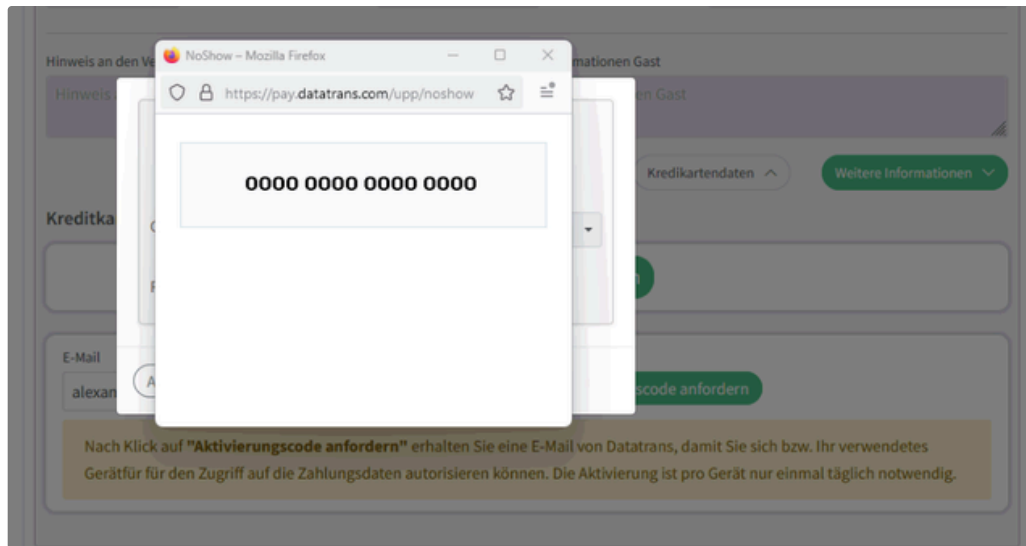 NoShow – Mozilla Firefox
https://pay.datatrans.com/upp/noshow
Hinweis an den
mationen Gast
Hinweis
en Gast
0000 0000 0000 0000
Kredikartendaten
Weitere Informationen
Kreditka
E-Mail
alexan
scode anfordern
Nach Klick auf "Aktivierungscode anfordern" erhalten Sie eine E-Mail von Datatrans, damit Sie sich bzw. Ihr verwendetes
Gerätfür für den Zugriff auf die Zahlungsdaten autorisieren können. Die Aktivierung ist pro Gerät nur einmal täglich notwendig.